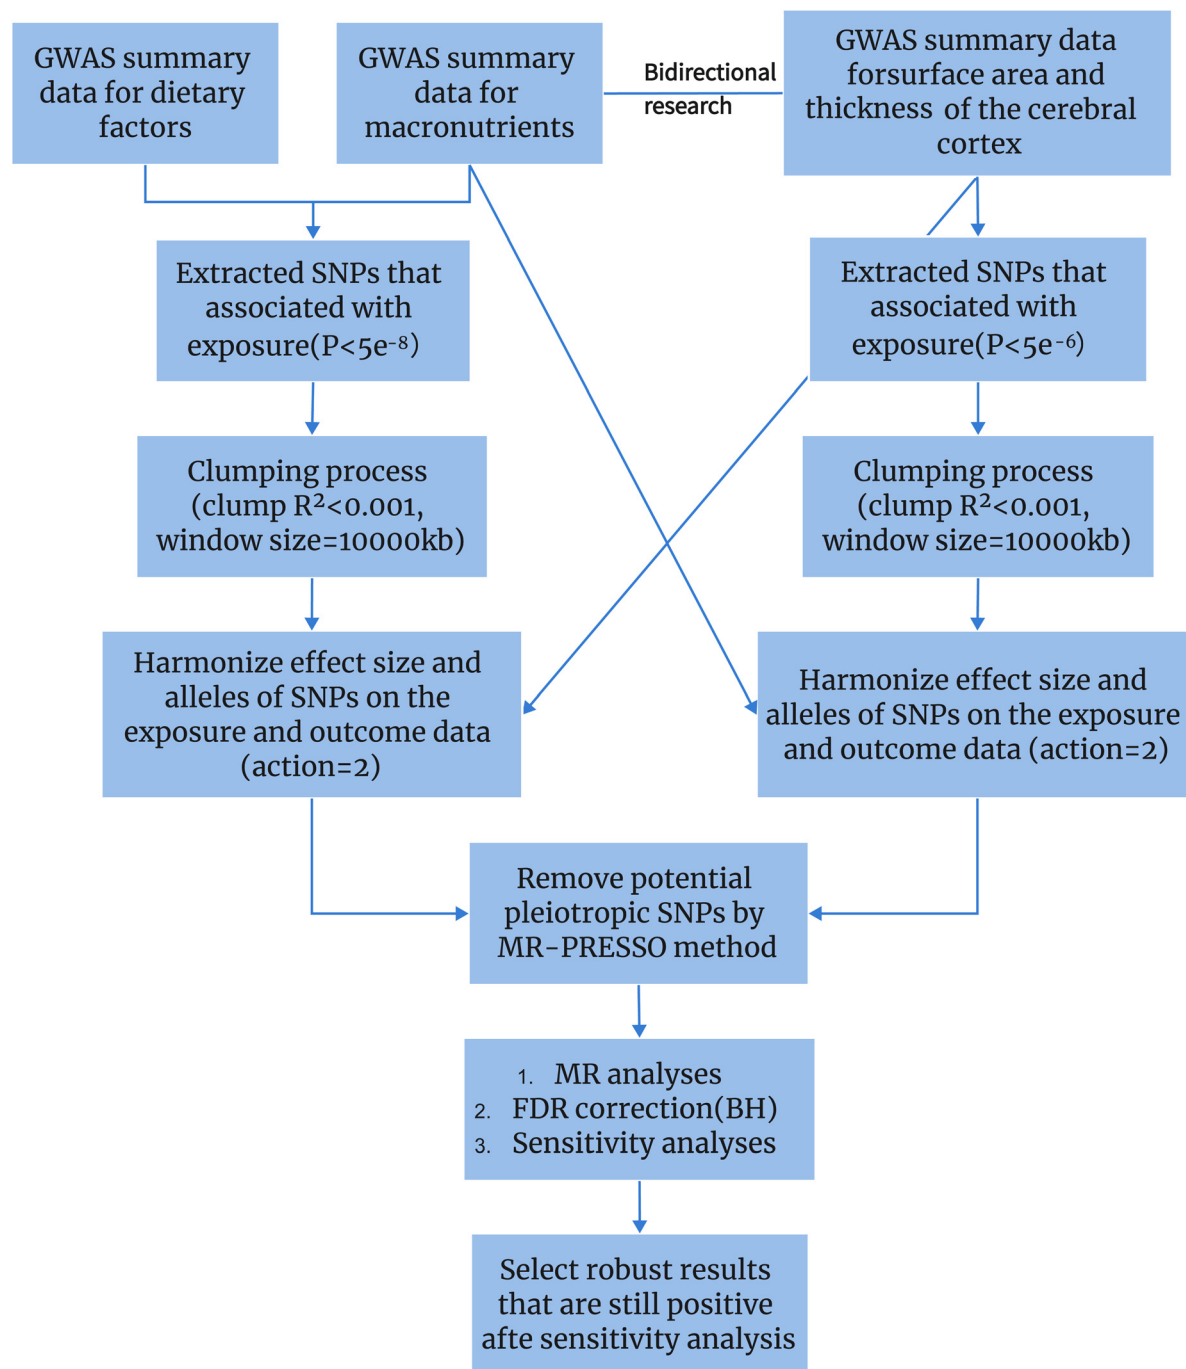 GWAS summary
data for dietary
factors
GWAS summary
data for
macronutrients
Bidirectional
research
GWAS summary data
forsurface area and
thickness of the cerebral
cortex
Extracted SNPs that
associated with
exposure(P<5e⁻⁸)
Extracted SNPs that
associated with
exposure(P<5e⁻⁶)
Clumping process
(clump R²<0.001,
window size=10000kb)
Clumping process
(clump R²<0.001,
window size=10000kb)
Harmonize effect size and
alleles of SNPs on the
exposure and outcome data
(action=2)
Harmonize effect size and
alleles of SNPs on the exposure
and outcome data (action=2)
Remove potential
pleiotropic SNPs by
MR-PRESSO method
1. MR analyses
2. FDR correction(BH)
3. Sensitivity analyses
Select robust results
that are still positive
afte sensitivity analysis